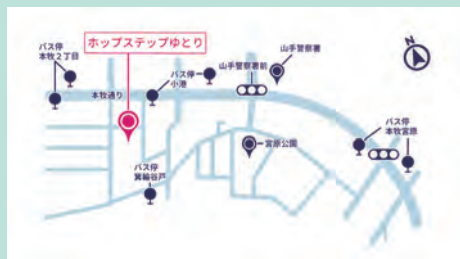 バス停
本牧2丁目
ホップステップゆとり
バス停
小港
山手警察署前
山手警察署
N
本牧通り
バス停
本牧宮原
宮原公園
バス停
箕輪谷戸